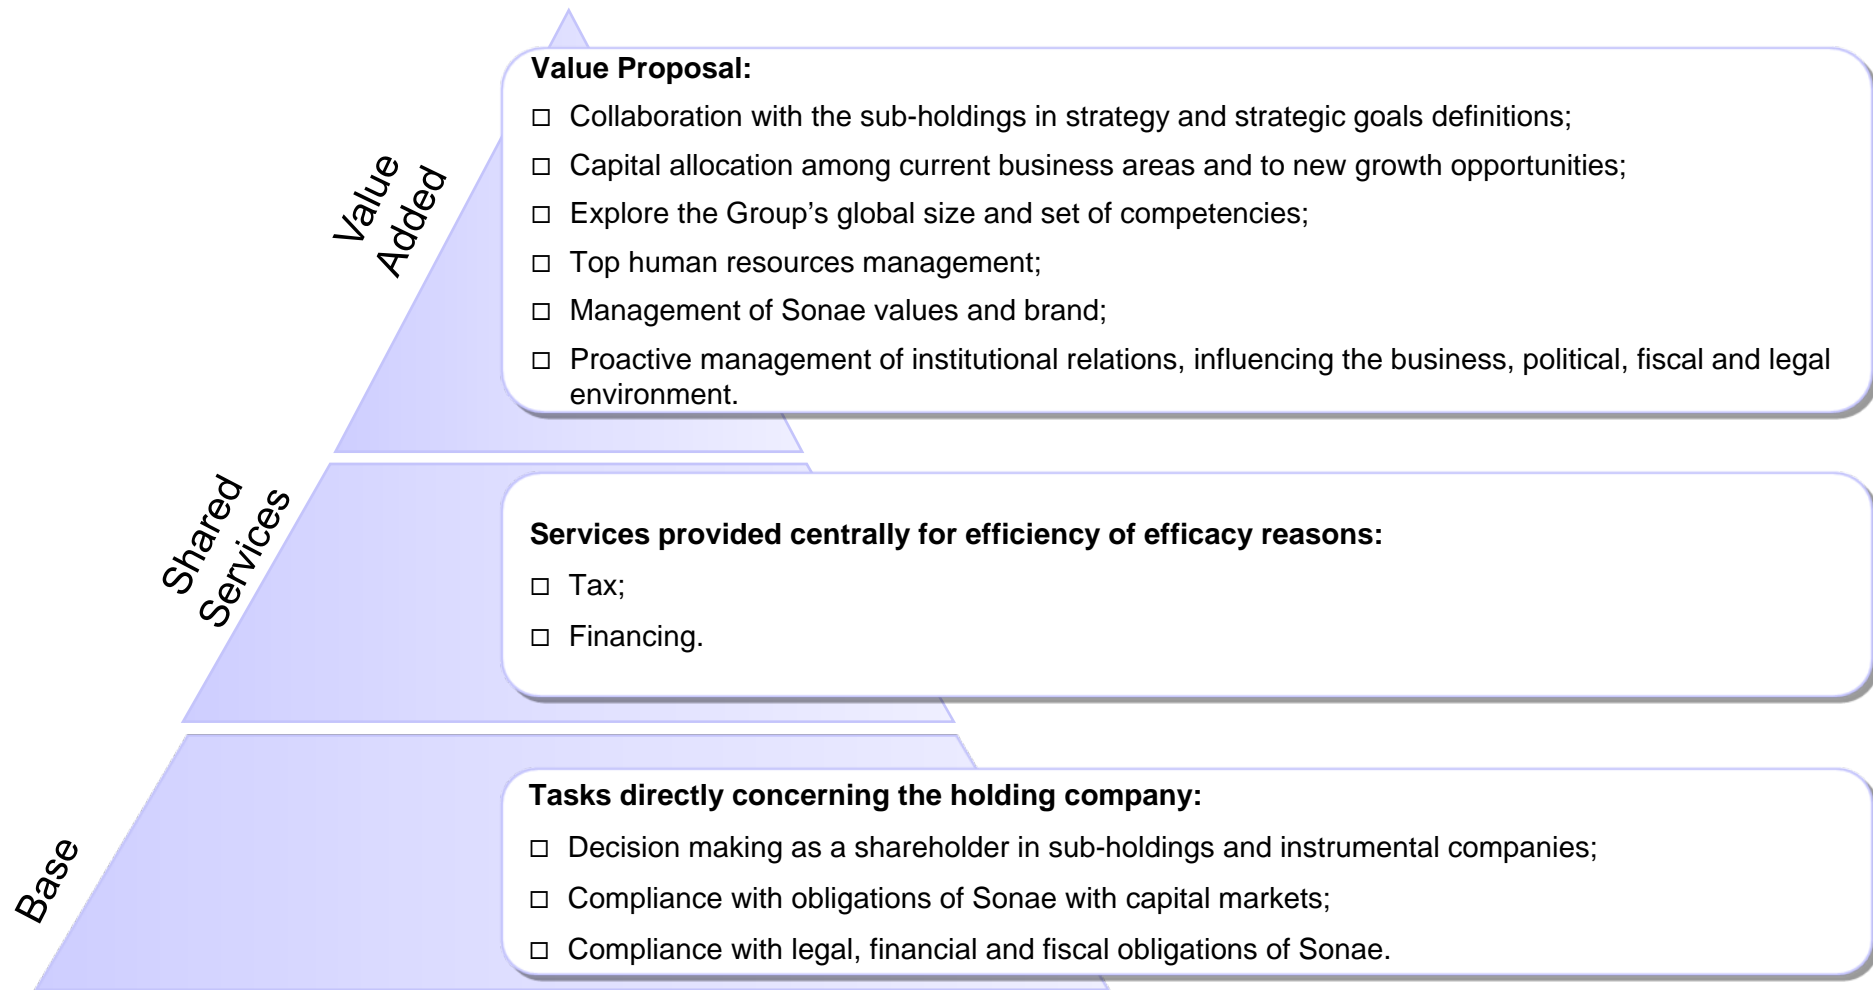 Value
Added
Value Proposal:
□ Collaboration with the sub-holdings in strategy and strategic goals definitions;
□ Capital allocation among current business areas and to new growth opportunities;
□ Explore the Group’s global size and set of competencies;
□ Top human resources management;
□ Management of Sonae values and brand;
□ Proactive management of institutional relations, influencing the business, political, fiscal and legal
environment.
Shared
Services
Services provided centrally for efficiency of efficacy reasons:
□ Tax;
□ Financing.
Base
Tasks directly concerning the holding company:
□ Decision making as a shareholder in sub-holdings and instrumental companies;
□ Compliance with obligations of Sonae with capital markets;
□ Compliance with legal, financial and fiscal obligations of Sonae.